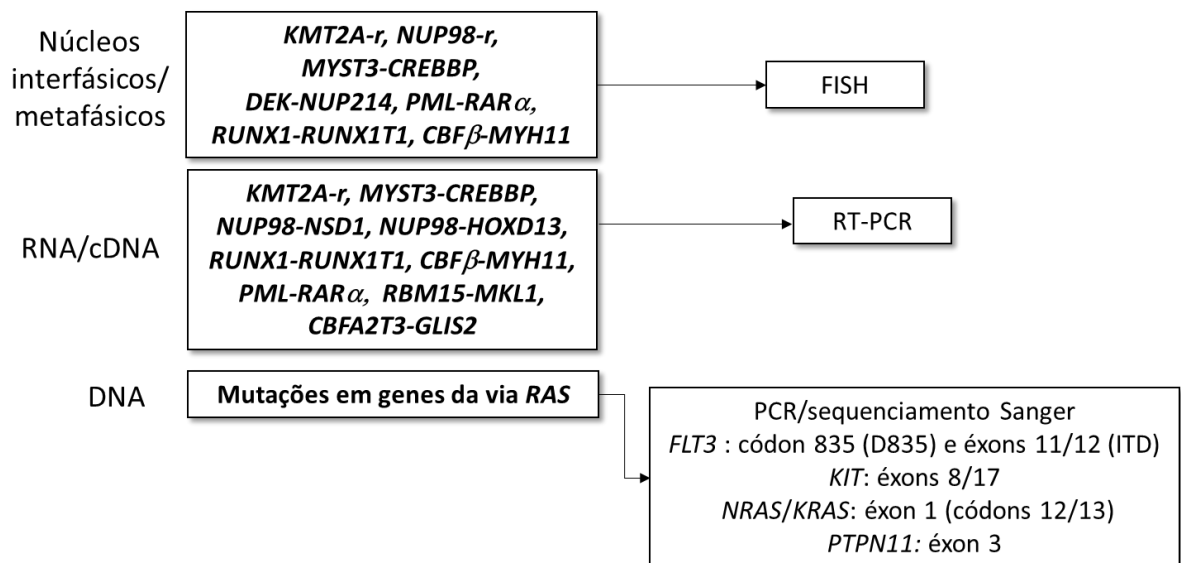 Núcleos
interfásicos/
metafásicos
KMT2A-r, NUP98-r,
MYST3-CREBBP,
DEK-NUP214, PML-RARα,
RUNX1-RUNX1T1, CBFβ-MYH11
FISH
RNA/cDNA
KMT2A-r, MYST3-CREBBP,
NUP98-NSD1, NUP98-HOXD13,
RUNX1-RUNX1T1, CBFβ-MYH11,
PML-RARα, RBM15-MKL1,
CBFA2T3-GLIS2
RT-PCR
DNA
Mutações em genes da via RAS
PCR/sequenciamento Sanger
FLT3 : códon 835 (D835) e éxons 11/12 (ITD)
KIT: éxons 8/17
NRAS/KRAS: éxon 1 (códons 12/13)
PTPN11: éxon 3